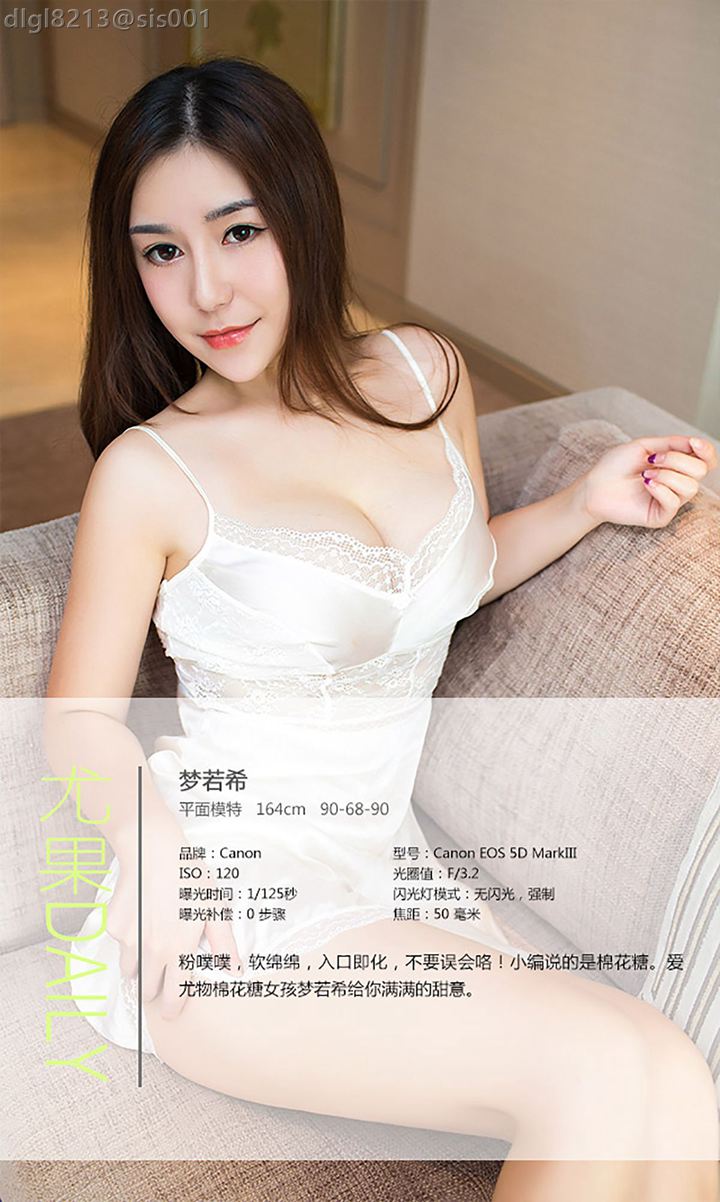 dlgl8213@sis001
尤果DAILY
梦若希
平面模特 164cm 90-68-90
品牌：Canon 型号：Canon EOS 5D MarkIII
ISO：120 光圈值：F/3.2
曝光时间：1/125秒 闪光灯模式：无闪光，强制
曝光补偿：0 步骤 焦距：50 毫米
粉噗噗，软绵绵，入口即化，不要误会咯！小编说的是棉花糖。爱
尤物棉花糖女孩梦若希给你满满的甜意。